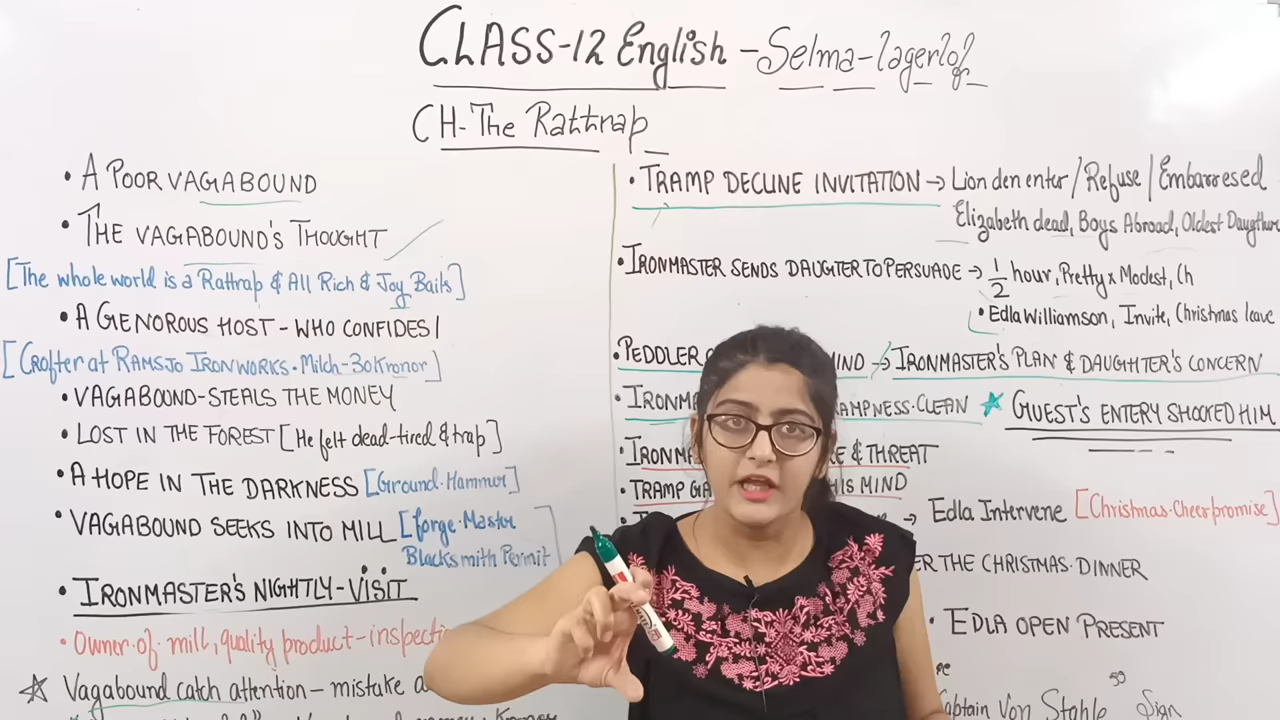 CLASS-12 English - Selma-lagerlof
CH-The Rattrap
• A POOR VAGABOUND
• THE VAGABOUND'S THOUGHT
[The whole world is a Rattrap & All Rich & Joy Baits]
• A GENOROUS HOST - WHO CONFIDES!
[Crofter at RAMSJO IRONWORKS. Milch-30 Kronor]
• VAGABOUND-STEALS THE MONEY
• LOST IN THE FOREST [He felt dead-tired & trap]
• A HOPE IN THE DARKNESS [Ground.Hammer]
• VAGABOUND SEEKS INTO MILL [forge.Master
Blacksmith Permit
• IRONMASTER'S NIGHTLY-VISIT
• Owner.of.mill, quality product-inspecti
☆ Vagabound catch attention - mistake a
• TRAMP DECLINE INVITATION → Lion den enter / Refuse / Embarresed
Elizabeth dead, Boys Abroad, Oldest Daugthur
• IRONMASTER SENDS DAUGTER TO PERSUADE → 1/2 hour, Pretty x Modest, Ch
• Edla Williamson, Invite, Christmas leave
• PEDDLER MIND → IRONMASTER'S PLAN & DAUGHTER'S CONCERN
• IRONMA RAMPNESS.CLEAN ★ GUEST'S ENTERY SHOCKED HIM
• IRONMA E & THREAT
• TRAMP GA HIS MIND
→ Edla Intervene [Christmas.Cheer promise]
ER THE CHRISTMAS.DINNER
• EDLA OPEN PRESENT
aptain Von Stahle Sign